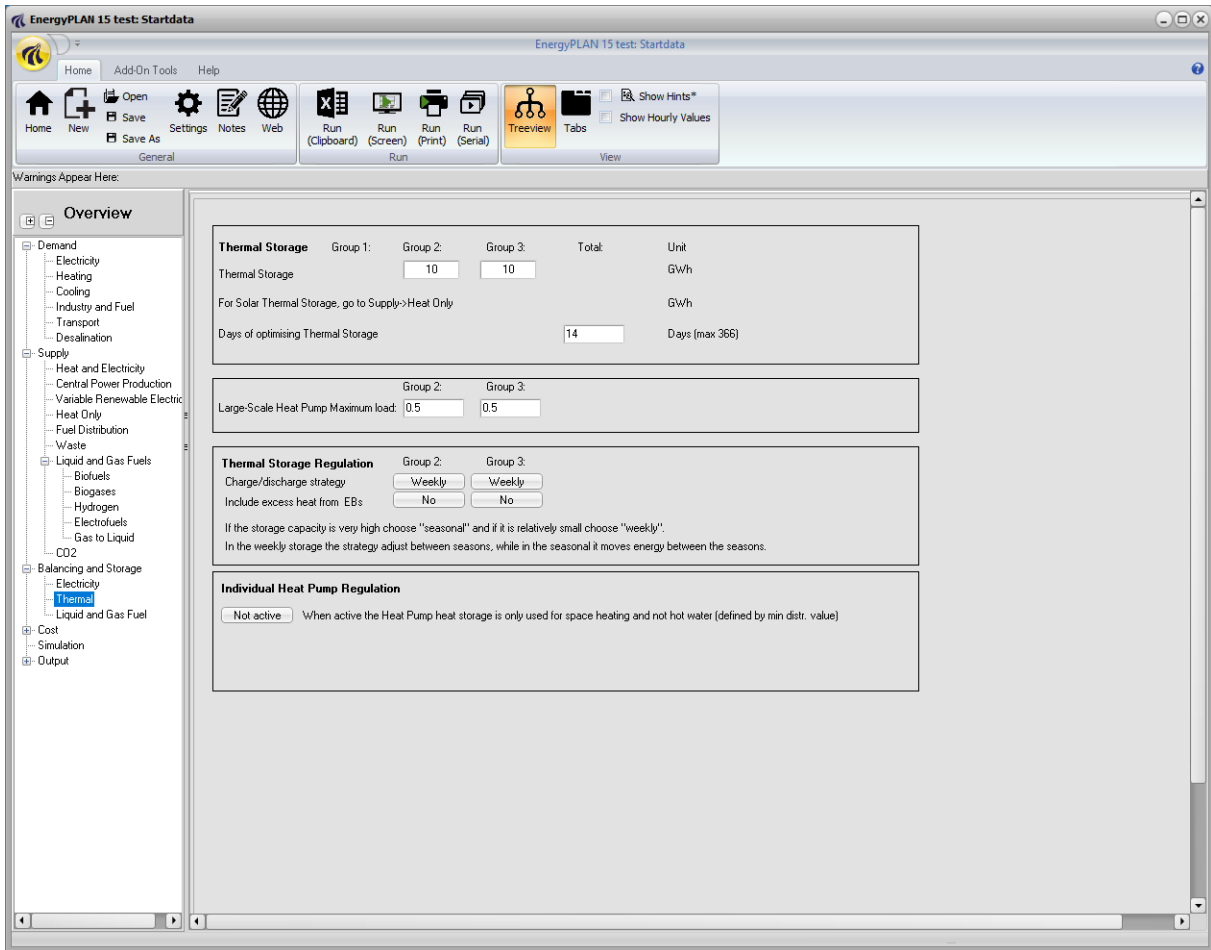 EnergyPLAN 15 test: Startdata
EnergyPLAN 15 test: Startdata
Home Add-On Tools Help
Home New Open Save Save As Settings Notes Web Run (Clipboard) Run (Screen) Run (Print) Run (Serial) Treeview Tabs Show Hints* Show Hourly Values
General Run View
Warnings Appear Here:
Overview
Demand
Electricity
Heating
Cooling
Industry and Fuel
Transport
Desalination
Supply
Heat and Electricity
Central Power Production
Variable Renewable Electric
Heat Only
Fuel Distribution
Waste
Liquid and Gas Fuels
Biofuels
Biogases
Hydrogen
Electrofuels
Gas to Liquid
CO2
Balancing and Storage
Electricity
Thermal
Liquid and Gas Fuel
Cost
Simulation
Output
Thermal Storage Group 1: Group 2: Group 3: Total: Unit
Thermal Storage 10 10 GWh
For Solar Thermal Storage, go to Supply->Heat Only GWh
Days of optimising Thermal Storage 14 Days (max 366)
Group 2: Group 3:
Large-Scale Heat Pump Maximum load: 0.5 0.5
Thermal Storage Regulation Group 2: Group 3:
Charge/discharge strategy Weekly Weekly
Include excess heat from EBs No No
If the storage capacity is very high choose "seasonal" and if it is relatively small choose "weekly".
In the weekly storage the strategy adjust between seasons, while in the seasonal it moves energy between the seasons.
Individual Heat Pump Regulation
Not active When active the Heat Pump heat storage is only used for space heating and not hot water (defined by min distr. value)